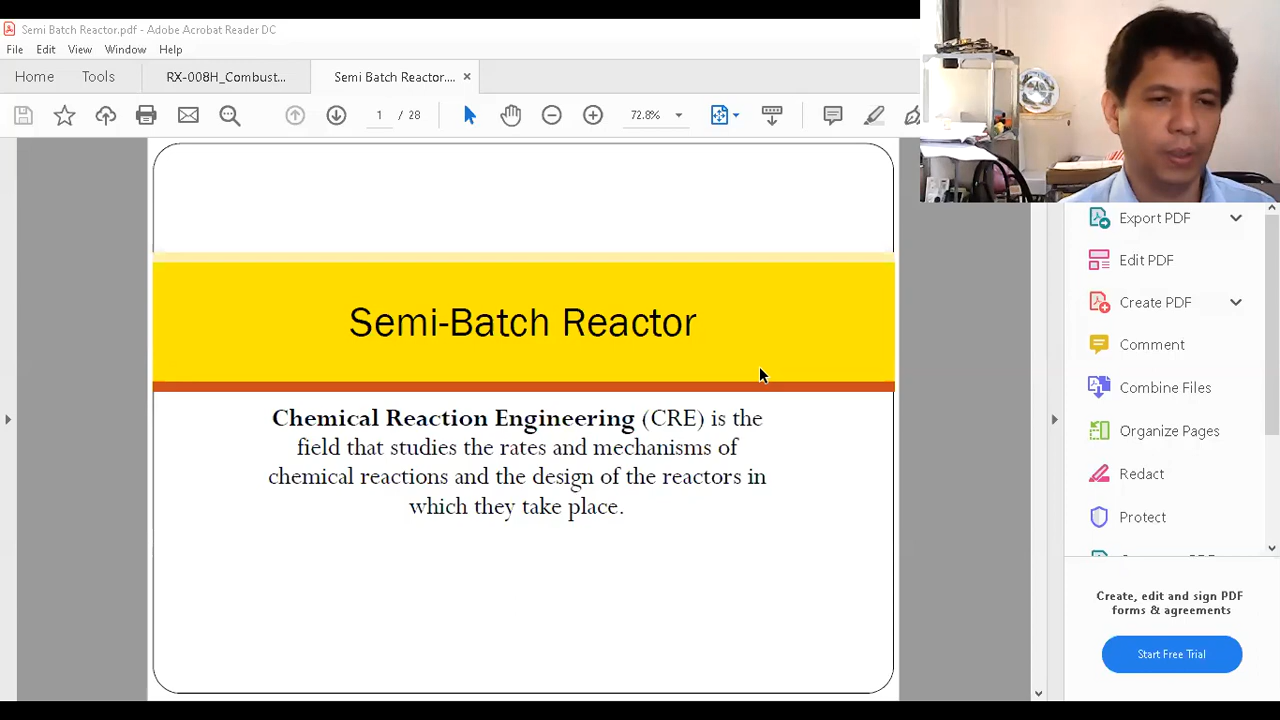 Semi Batch Reactor.pdf - Adobe Acrobat Reader DC
File Edit View Window Help
Home Tools RX-008H_Combust... Semi Batch Reactor... ×
1 / 28 72.8%
Semi-Batch Reactor
Chemical Reaction Engineering (CRE) is the
field that studies the rates and mechanisms of
chemical reactions and the design of the reactors in
which they take place.
Export PDF
Edit PDF
Create PDF
Comment
Combine Files
Organize Pages
Redact
Protect
Create, edit and sign PDF
forms & agreements
Start Free Trial